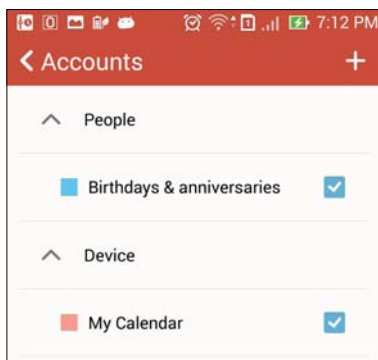 7:12 PM
Accounts
People
Birthdays & anniversaries
Device
My Calendar